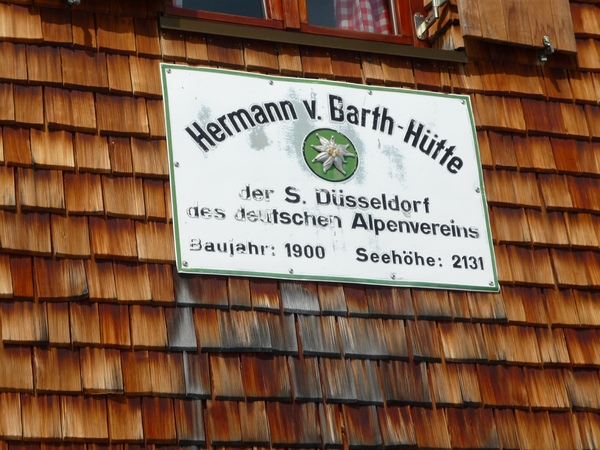 Hermann v. Barth-Hütte
der S. Düsseldorf
des deutschen Alpenvereins
Baujahr: 1900 Seehöhe: 2131